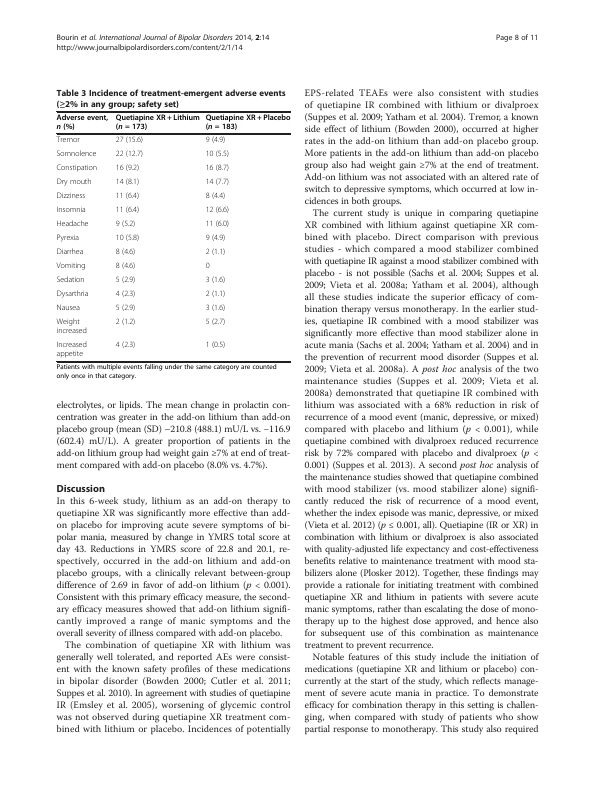 Bourin et al. International Journal of Bipolar Disorders 2014, 2:14
http://www.journalbipolardisorders.com/content/2/1/14
Page 8 of 11
Table 3 Incidence of treatment-emergent adverse events
(≥2% in any group; safety set)
Adverse event, Quetiapine XR + Lithium Quetiapine XR + Placebo
n (%) (n = 173) (n = 183)
Tremor 27 (15.6) 9 (4.9)
Somnolence 22 (12.7) 10 (5.5)
Constipation 16 (9.2) 16 (8.7)
Dry mouth 14 (8.1) 14 (7.7)
Dizziness 11 (6.4) 8 (4.4)
Insomnia 11 (6.4) 12 (6.6)
Headache 9 (5.2) 11 (6.0)
Pyrexia 10 (5.8) 9 (4.9)
Diarrhea 8 (4.6) 2 (1.1)
Vomiting 8 (4.6) 0
Sedation 5 (2.9) 3 (1.6)
Dysarthria 4 (2.3) 2 (1.1)
Nausea 5 (2.9) 3 (1.6)
Weight 2 (1.2) 5 (2.7)
increased
Increased 4 (2.3) 1 (0.5)
appetite
Patients with multiple events falling under the same category are counted
only once in that category.
electrolytes, or lipids. The mean change in prolactin con-
centration was greater in the add-on lithium than add-on
placebo group (mean (SD) −210.8 (488.1) mU/L vs. −116.9
(602.4) mU/L). A greater proportion of patients in the
add-on lithium group had weight gain ≥7% at end of treat-
ment compared with add-on placebo (8.0% vs. 4.7%).
Discussion
In this 6-week study, lithium as an add-on therapy to
quetiapine XR was significantly more effective than add-
on placebo for improving acute severe symptoms of bi-
polar mania, measured by change in YMRS total score at
day 43. Reductions in YMRS score of 22.8 and 20.1, re-
spectively, occurred in the add-on lithium and add-on
placebo groups, with a clinically relevant between-group
difference of 2.69 in favor of add-on lithium (p < 0.001).
Consistent with this primary efficacy measure, the second-
ary efficacy measures showed that add-on lithium signifi-
cantly improved a range of manic symptoms and the
overall severity of illness compared with add-on placebo.
The combination of quetiapine XR with lithium was
generally well tolerated, and reported AEs were consist-
ent with the known safety profiles of these medications
in bipolar disorder (Bowden 2000; Cutler et al. 2011;
Suppes et al. 2010). In agreement with studies of quetiapine
IR (Emsley et al. 2005), worsening of glycemic control
was not observed during quetiapine XR treatment com-
bined with lithium or placebo. Incidences of potentially
EPS-related TEAEs were also consistent with studies
of quetiapine IR combined with lithium or divalproex
(Suppes et al. 2009; Yatham et al. 2004). Tremor, a known
side effect of lithium (Bowden 2000), occurred at higher
rates in the add-on lithium than add-on placebo group.
More patients in the add-on lithium than add-on placebo
group also had weight gain ≥7% at the end of treatment.
Add-on lithium was not associated with an altered rate of
switch to depressive symptoms, which occurred at low in-
cidences in both groups.
The current study is unique in comparing quetiapine
XR combined with lithium against quetiapine XR com-
bined with placebo. Direct comparison with previous
studies - which compared a mood stabilizer combined
with quetiapine IR against a mood stabilizer combined with
placebo - is not possible (Sachs et al. 2004; Suppes et al.
2009; Vieta et al. 2008a; Yatham et al. 2004), although
all these studies indicate the superior efficacy of com-
bination therapy versus monotherapy. In the earlier stud-
ies, quetiapine IR combined with a mood stabilizer was
significantly more effective than mood stabilizer alone in
acute mania (Sachs et al. 2004; Yatham et al. 2004) and in
the prevention of recurrent mood disorder (Suppes et al.
2009; Vieta et al. 2008a). A post hoc analysis of the two
maintenance studies (Suppes et al. 2009; Vieta et al.
2008a) demonstrated that quetiapine IR combined with
lithium was associated with a 68% reduction in risk of
recurrence of a mood event (manic, depressive, or mixed)
compared with placebo and lithium (p < 0.001), while
quetiapine combined with divalproex reduced recurrence
risk by 72% compared with placebo and divalproex (p <
0.001) (Suppes et al. 2013). A second post hoc analysis of
the maintenance studies showed that quetiapine combined
with mood stabilizer (vs. mood stabilizer alone) signifi-
cantly reduced the risk of recurrence of a mood event,
whether the index episode was manic, depressive, or mixed
(Vieta et al. 2012) (p ≤ 0.001, all). Quetiapine (IR or XR) in
combination with lithium or divalproex is also associated
with quality-adjusted life expectancy and cost-effectiveness
benefits relative to maintenance treatment with mood sta-
bilizers alone (Plosker 2012). Together, these findings may
provide a rationale for initiating treatment with combined
quetiapine XR and lithium in patients with severe acute
manic symptoms, rather than escalating the dose of mono-
therapy up to the highest dose approved, and hence also
for subsequent use of this combination as maintenance
treatment to prevent recurrence.
Notable features of this study include the initiation of
medications (quetiapine XR and lithium or placebo) con-
currently at the start of the study, which reflects manage-
ment of severe acute mania in practice. To demonstrate
efficacy for combination therapy in this setting is challen-
ging, when compared with study of patients who show
partial response to monotherapy. This study also required